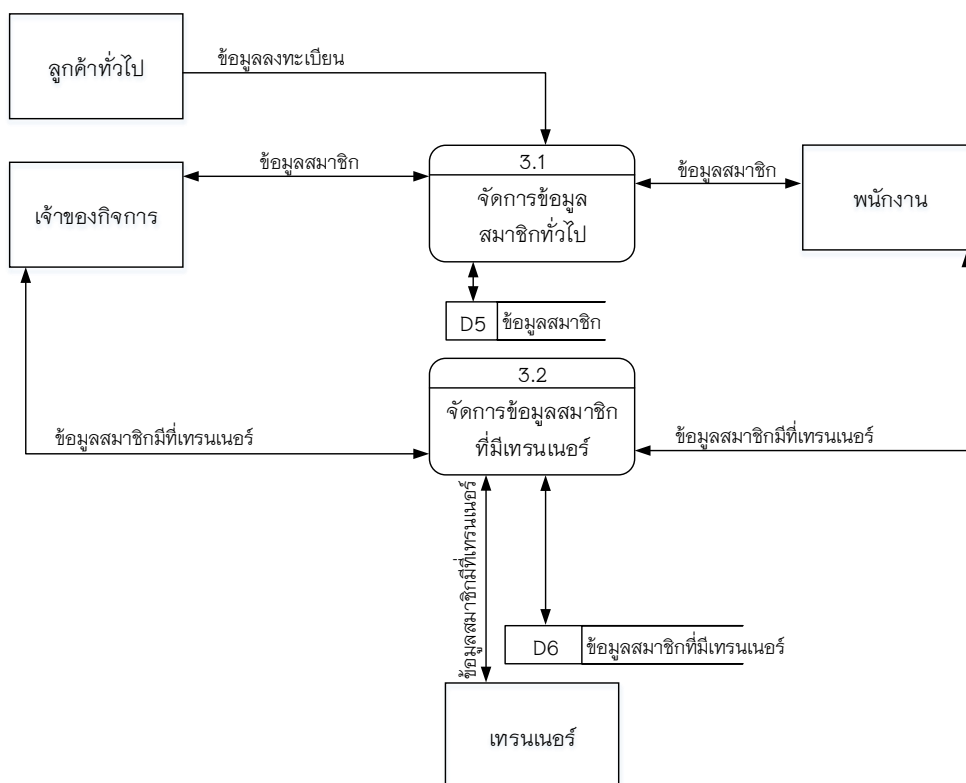 ลูกค้าทั่วไป
ข้อมูลลงทะเบียน
เจ้าของกิจการ
ข้อมูลสมาชิก
3.1
จัดการข้อมูล
สมาชิกทั่วไป
ข้อมูลสมาชิก
พนักงาน
D5
ข้อมูลสมาชิก
3.2
จัดการข้อมูลสมาชิก
ที่มีเทรนเนอร์
ข้อมูลสมาชิกมีที่เทรนเนอร์
ข้อมูลสมาชิกมีที่เทรนเนอร์
ข้อมูลสมาชิกมีที่เทรนเนอร์
D6
ข้อมูลสมาชิกที่มีเทรนเนอร์
เทรนเนอร์